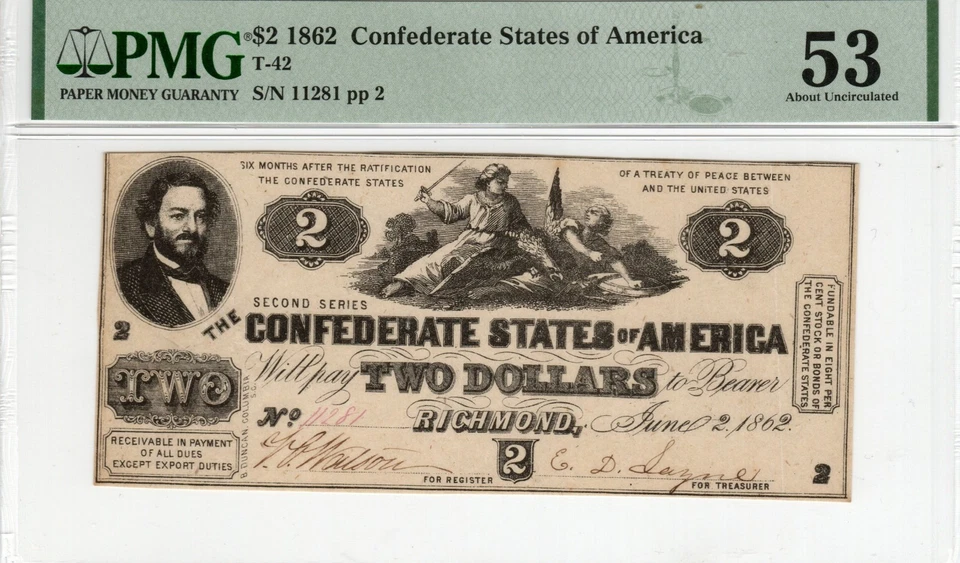 PMG® $2 1862 Confederate States of America
T-42
PAPER MONEY GUARANTY S/N 11281 pp 2
53
About Uncirculated
SIX MONTHS AFTER THE RATIFICATION OF A TREATY OF PEACE BETWEEN
THE CONFEDERATE STATES AND THE UNITED STATES
2 2
SECOND SERIES
2 THE CONFEDERATE STATES OF AMERICA
Will pay TWO DOLLARS to Bearer
TWO
No 11281 RICHMOND, June 2, 1862.
RECEIVABLE IN PAYMENT
OF ALL DUES
EXCEPT EXPORT DUTIES
B. DUNCAN, COLUMBIA S.C.
FOR REGISTER
2
E. D.
FOR TREASURER
2
FUNDABLE IN EIGHT PER
CENT STOCK OR BONDS OF
THE CONFEDERATE STATES